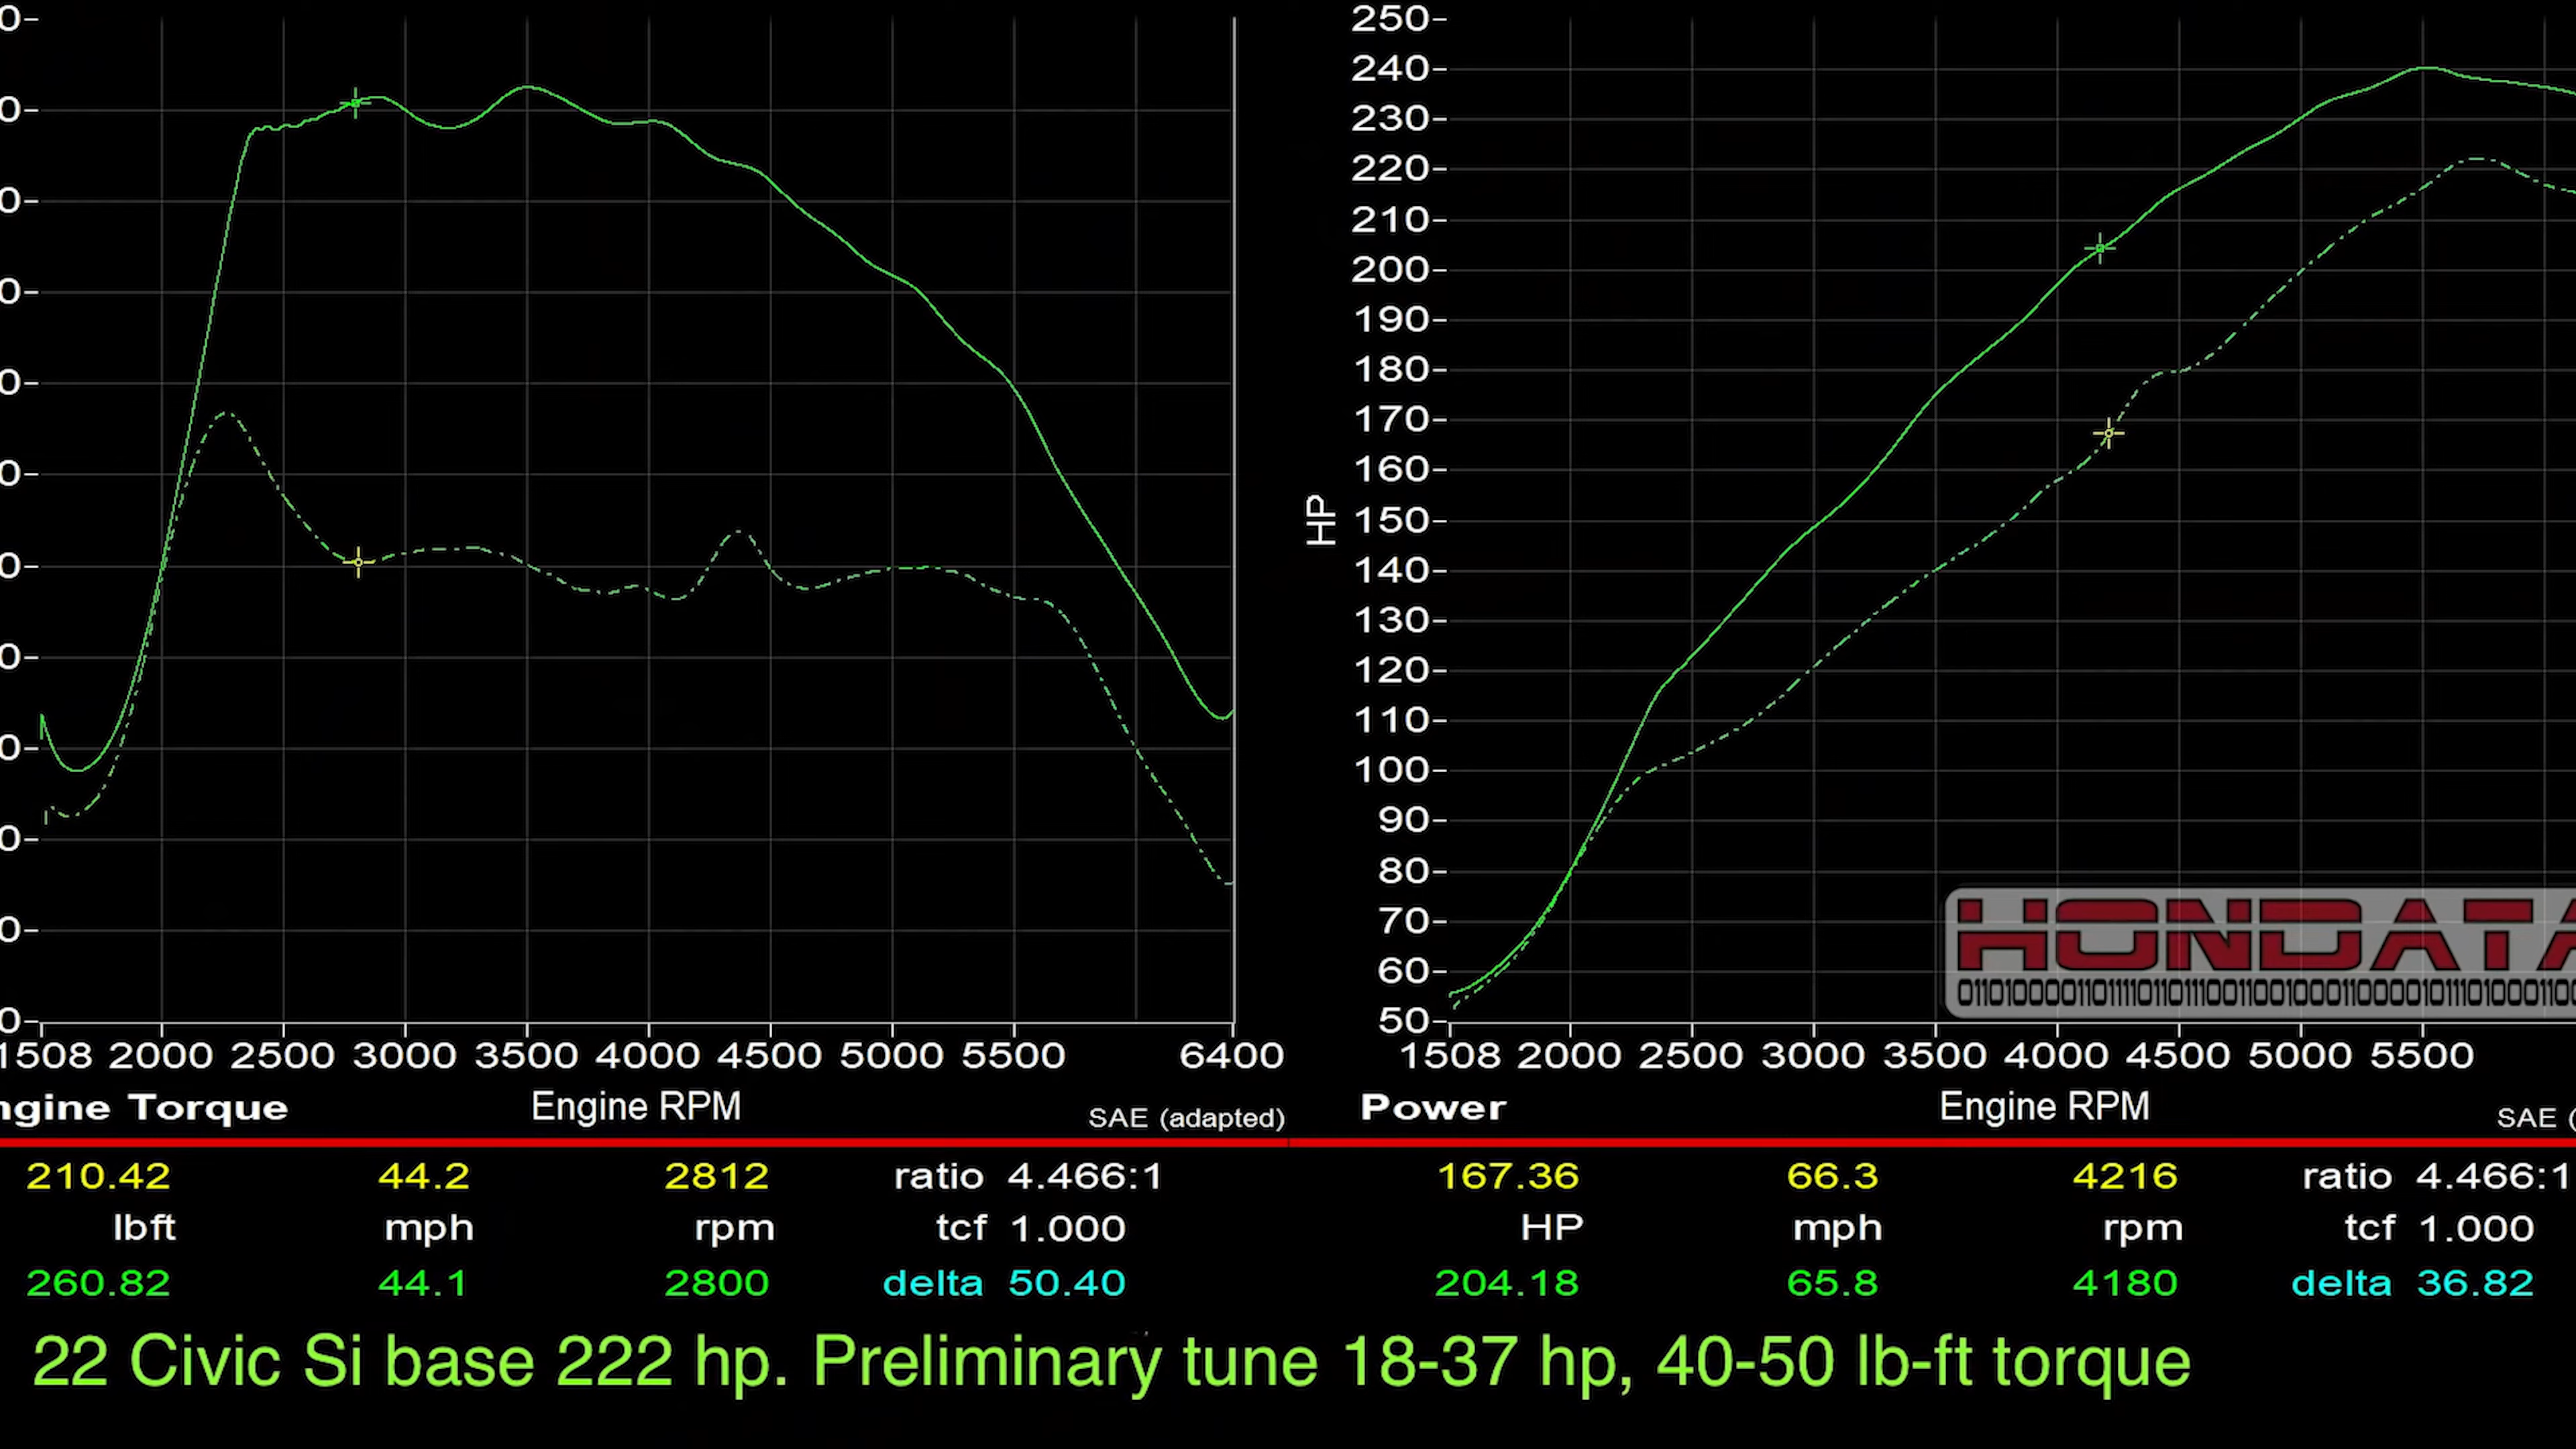 250
240
230
220
210
200
190
180
170
160
150
140
130
120
110
100
90
80
70
60
50
HP
1508 2000 2500 3000 3500 4000 4500 5000 5500 6400
1508 2000 2500 3000 3500 4000 4500 5000 5500
ngine Torque Engine RPM SAE (adapted)
Power Engine RPM SAE (
HONDATA
210.42 44.2 2812 ratio 4.466:1
lbft mph rpm tcf 1.000
260.82 44.1 2800 delta 50.40
167.36 66.3 4216 ratio 4.466:1
HP mph rpm tcf 1.000
204.18 65.8 4180 delta 36.82
22 Civic Si base 222 hp. Preliminary tune 18-37 hp, 40-50 lb-ft torque